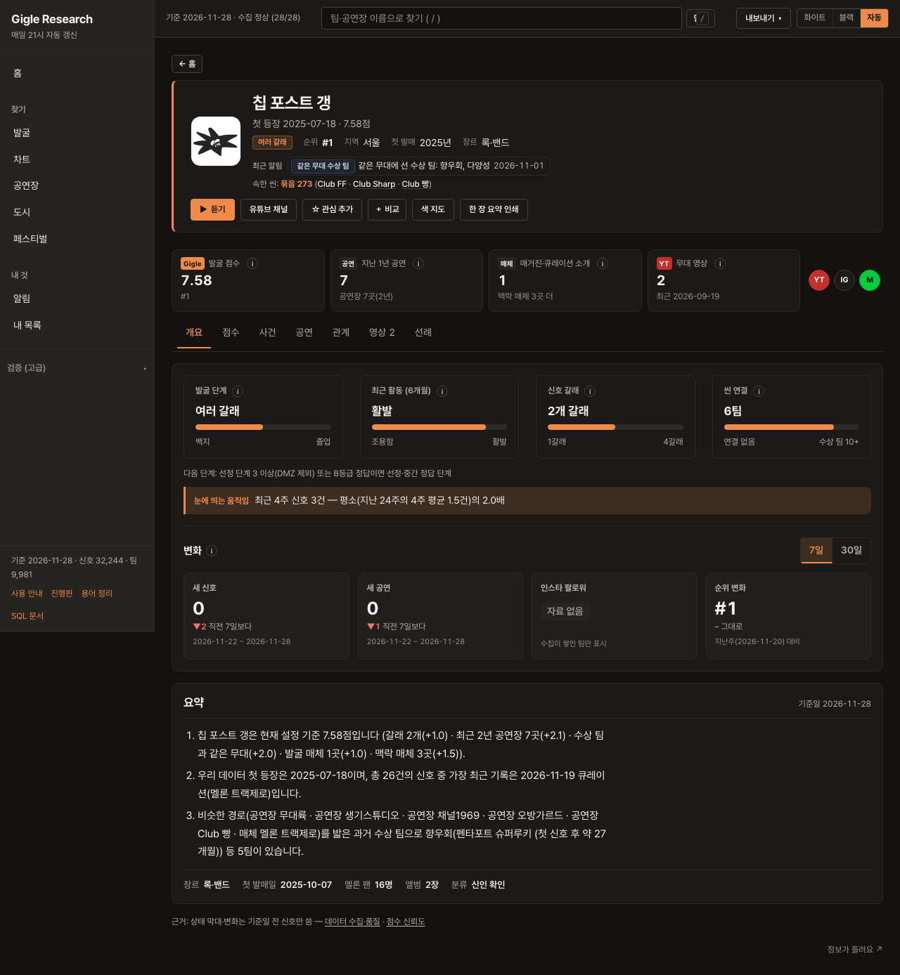 Gigle Research
매일 21시 자동 갱신
홈
찾기
발굴
차트
공연장
도시
페스티벌
내 것
알림
내 목록
검증 (고급)
기준 2026-11-28 · 신호 32,244 · 팀
9,981
사용 안내 진행판 용어 정리
SQL 문서
기준 2026-11-28 · 수집 정상 (28/28)
팀·공연장 이름으로 찾기 ( / )
내보내기
화이트 블랙 자동
← 홈
칩 포스트 갱
첫 등장 2025-07-18 · 7.58점
여러 갈래 순위 #1 지역 서울 첫 발매 2025년 장르 록·밴드
최근 알림 같은 무대 수상 팀 같은 무대에 선 수상 팀: 향우회, 다양성 2026-11-01
속한 씬: 묶음 273 (Club FF · Club Sharp · Club 빵)
▶ 듣기 유튜브 채널 ☆ 관심 추가 + 비교 색 지도 한 장 요약 인쇄
Gigle 발굴 점수 i
7.58
#1
공연 지난 1년 공연 i
7
공연장 7곳(2년)
매체 매거진·큐레이션 소개 i
1
맥락 매체 3곳 더
YT 무대 영상 i
2
최근 2026-09-19
YT IG M
개요 점수 사건 공연 관계 영상 2 선례
발굴 단계 i
여러 갈래
백지 졸업
최근 활동 (6개월) i
활발
조용함 활발
신호 갈래 i
2개 갈래
1갈래 4갈래
씬 연결 i
6팀
연결 없음 수상 팀 10+
다음 단계: 선정 단계 3 이상(DMZ 제외) 또는 B등급 정답이면 선정·중간 정답 단계
눈에 띄는 움직임 최근 4주 신호 3건 — 평소(지난 24주의 4주 평균 1.5건)의 2.0배
변화 i
7일 30일
새 신호
0
▼2 직전 7일보다
2026-11-22 ~ 2026-11-28
새 공연
0
▼1 직전 7일보다
2026-11-22 ~ 2026-11-28
인스타 팔로워
자료 없음
수집이 쌓인 팀만 표시
순위 변화
#1
– 그대로
지난주(2026-11-20) 대비
요약
기준일 2026-11-28
1. 칩 포스트 갱은 현재 설정 기준 7.58점입니다 (갈래 2개(+1.0) · 최근 2년 공연장 7곳(+2.1) · 수상 팀
과 같은 무대(+2.0) · 발굴 매체 1곳(+1.0) · 맥락 매체 3곳(+1.5)).
2. 우리 데이터 첫 등장은 2025-07-18이며, 총 26건의 신호 중 가장 최근 기록은 2026-11-19 큐레이
션(멜론 트랙제로)입니다.
3. 비슷한 경로(공연장 무대륙 · 공연장 생기스튜디오 · 공연장 채널1969 · 공연장 오방가르드 · 공연장
Club 빵 · 매체 멜론 트랙제로)를 밟은 과거 수상 팀으로 향우회(펜타포트 슈퍼루키 (첫 신호 후 약 27
개월)) 등 5팀이 있습니다.
장르 록·밴드 첫 발매일 2025-10-07 멜론 팬 16명 앨범 2장 분류 신인 확인
근거: 상태 막대·변화는 기준일 전 신호만 씀 — 데이터 수집·품질 · 점수 신뢰도
정보가 틀려요 ↗